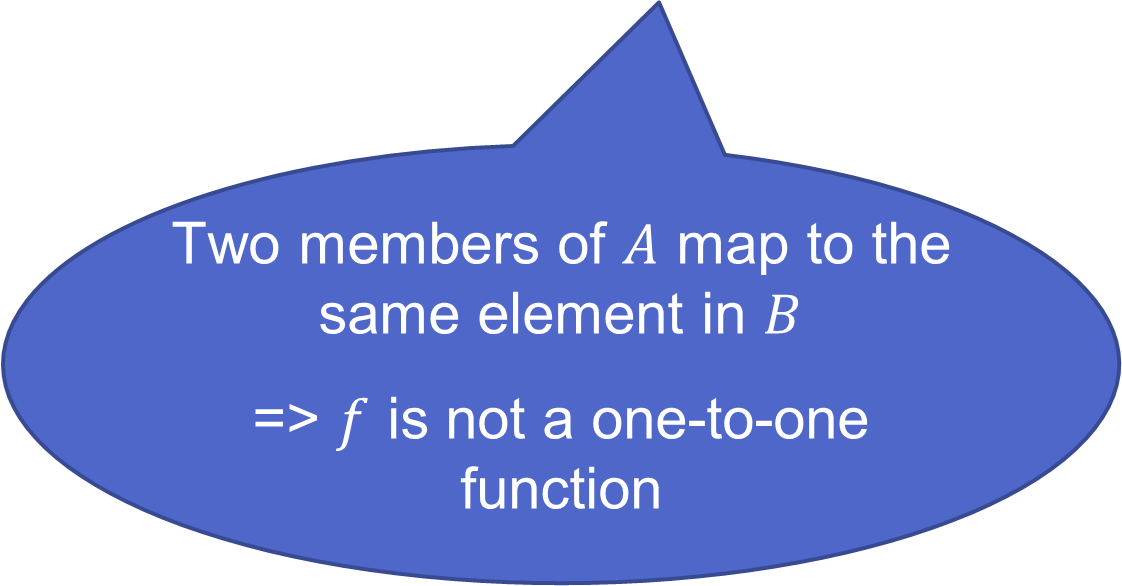 Two members of A map to the
same element in B
=> f is not a one-to-one
function